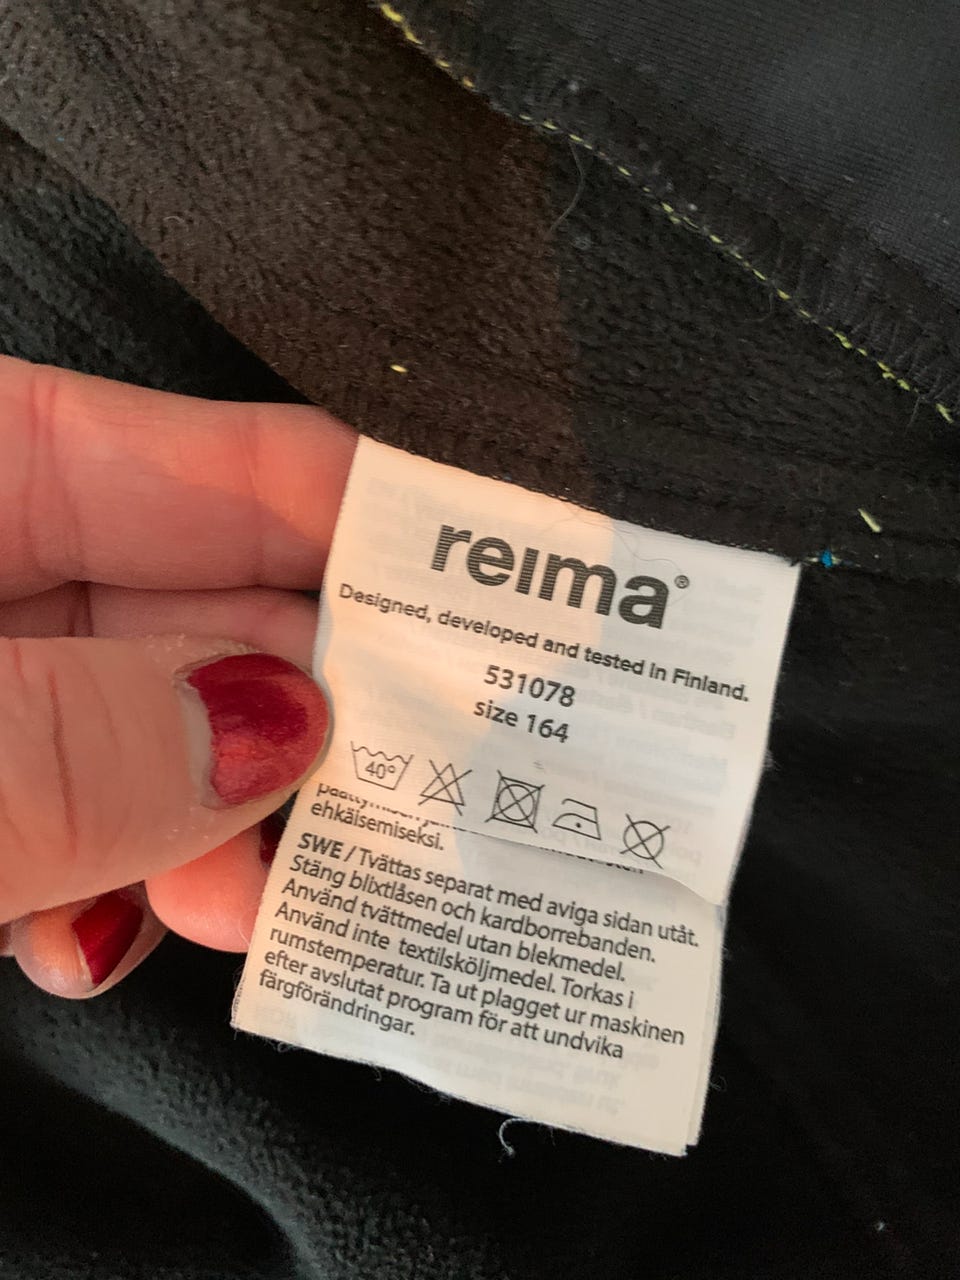 reima®
Designed, developed and tested in Finland.
531078
size 164
40°
ehkäisemiseksi.
SWE / Tvättas separat med aviga sidan utåt.
Stäng blixtlåsen och kardborrebanden.
Använd tvättmedel utan blekmedel.
Använd inte textilsköljmedel. Torkas i
rumstemperatur. Ta ut plagget ur maskinen
efter avslutat program för att undvika
färgförändringar.